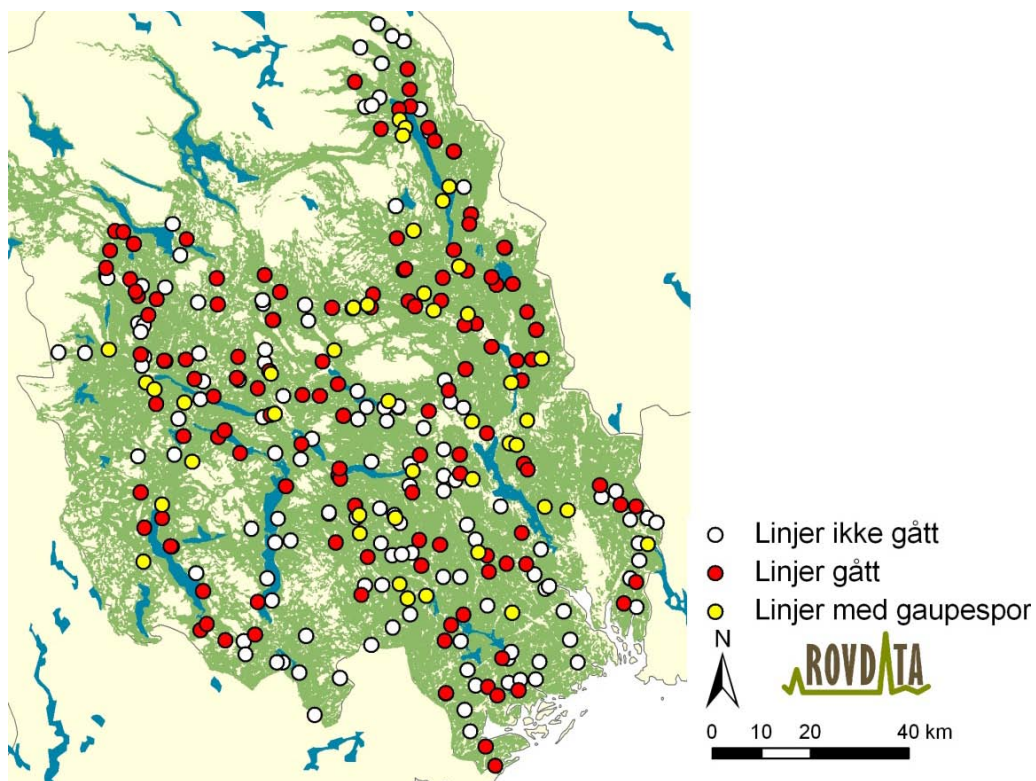 Linjer ikke gått
Linjer gått
Linjer med gaupespor
N
ROVDATA
0 10 20 40 km